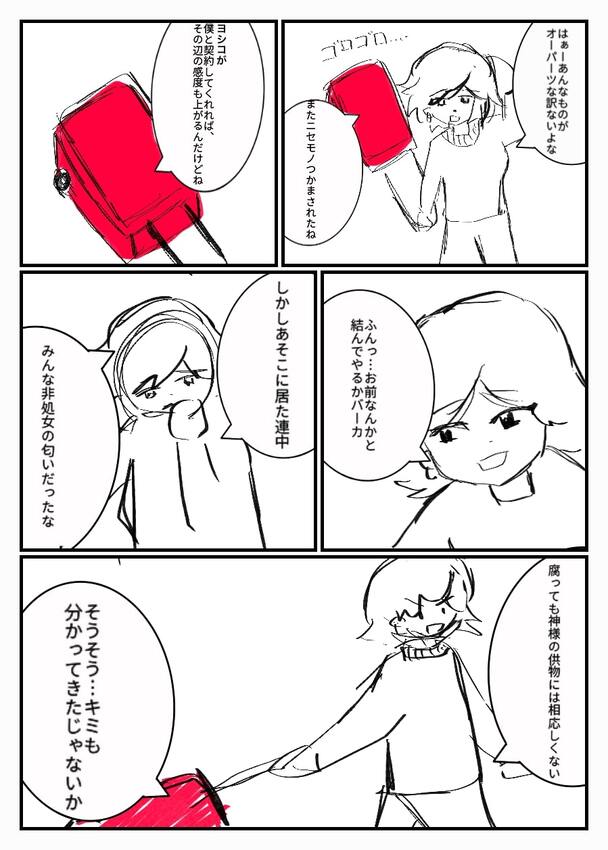 はぁーあんなものが
オーパーツな訳ないよな
ゴロゴロ....
またニセモノつかまされたね
ヨシコが
僕と契約してくれれば、
その辺の感度も上がるんだけどね
ふんっ…お前なんかと
結んでやるかバーカ
しかしあそこに居た連中
みんな非処女の匂いだったな
腐っても神様の供物には相応しくない
そうそう…キミも
分かってきたじゃないか